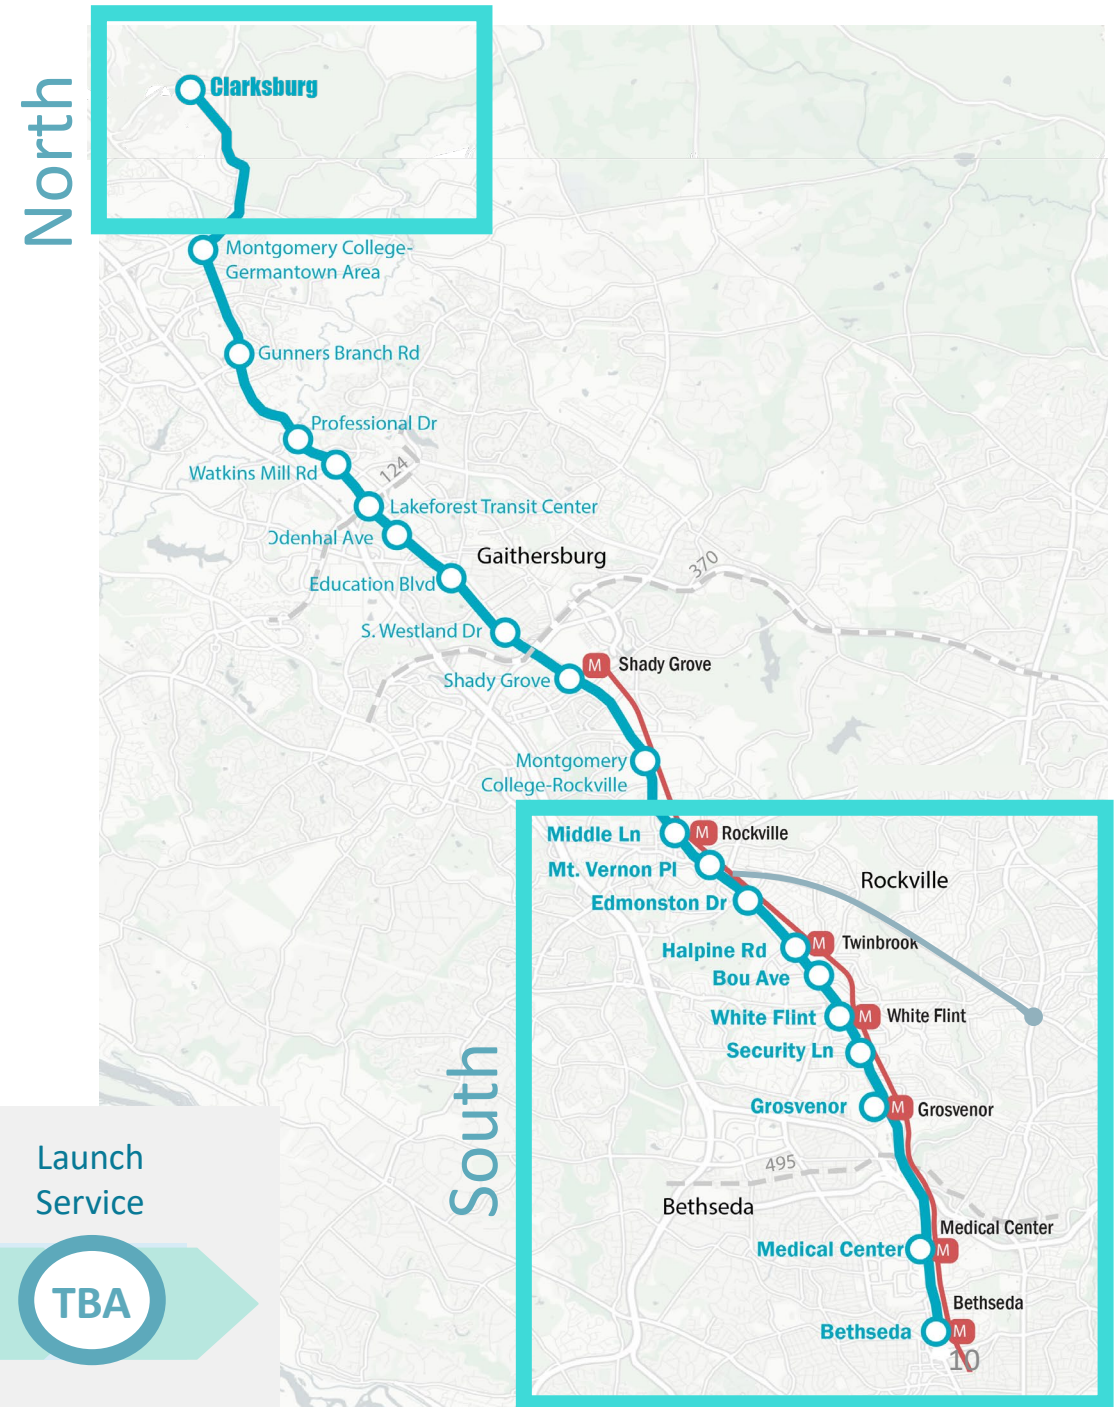 North
Clarksburg
Montgomery College-
Germantown Area
Gunners Branch Rd
Professional Dr
Watkins Mill Rd
124
Lakeforest Transit Center
Odenhal Ave
Gaithersburg
370
Education Blvd
S. Westland Dr
M Shady Grove
Shady Grove
Montgomery
College-Rockville
Middle Ln
M Rockville
Mt. Vernon Pl
Rockville
Edmonston Dr
Halpine Rd
M Twinbrook
Bou Ave
White Flint
M White Flint
South
Security Ln
Grosvenor
M Grosvenor
495
Bethseda
Medical Center
Medical Center
M
Bethseda
Bethseda
M
10
Launch
Service
TBA